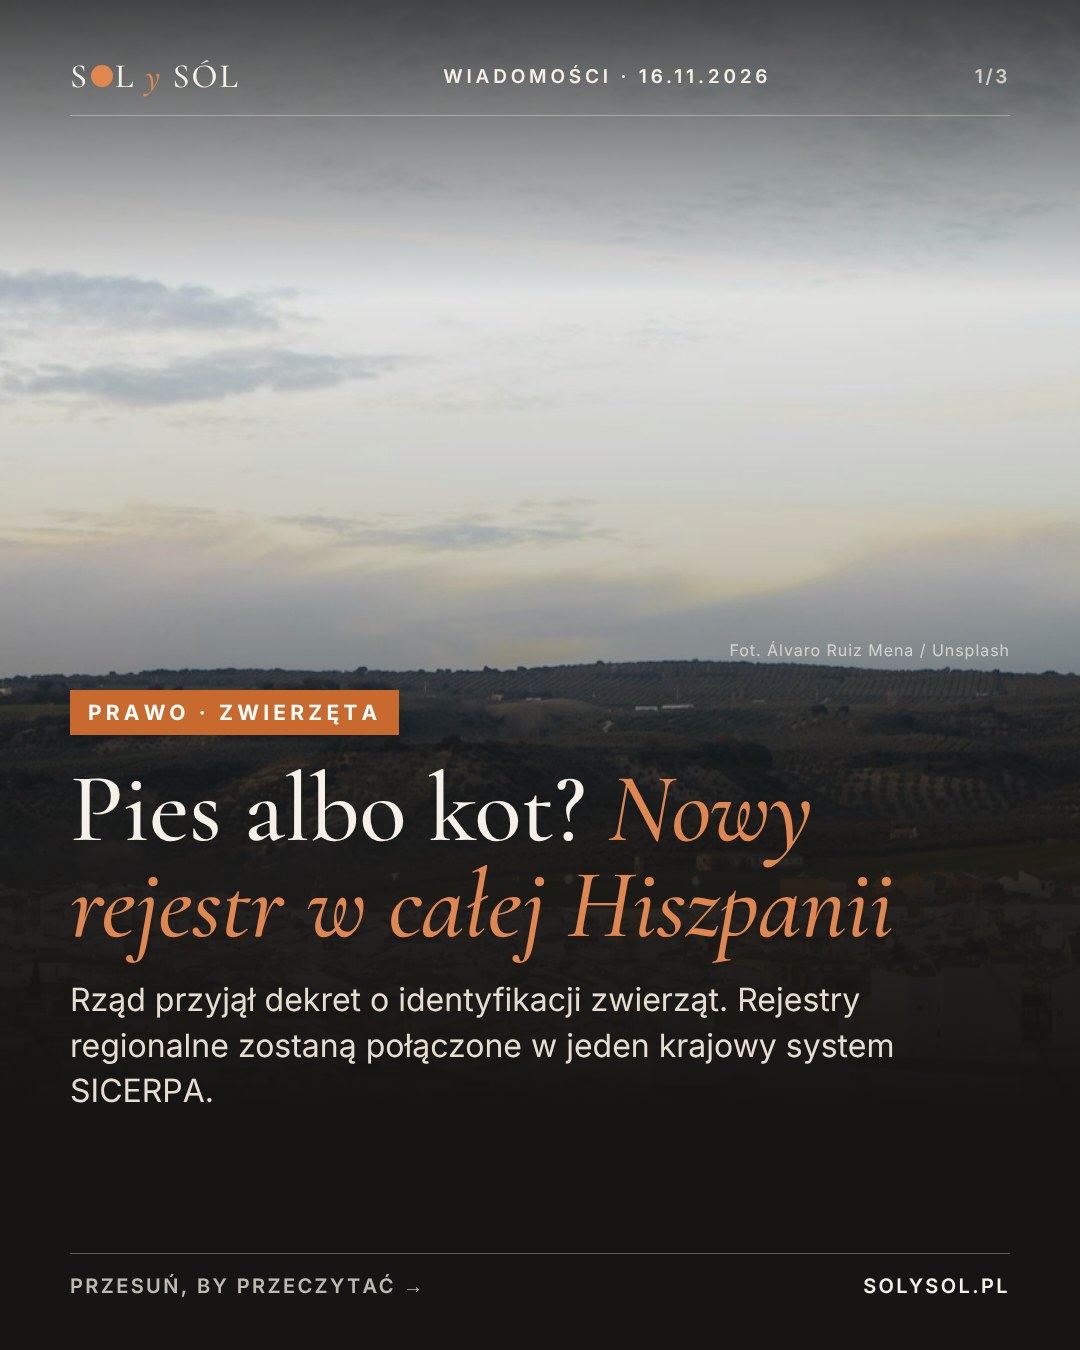 SOL y SÓL
WIADOMOŚCI · 16.11.2026
1/3
Fot. Álvaro Ruiz Mena / Unsplash
PRAWO · ZWIERZĘTA
Pies albo kot? Nowy
rejestr w całej Hiszpanii
Rząd przyjął dekret o identyfikacji zwierząt. Rejestry
regionalne zostaną połączone w jeden krajowy system
SICERPA.
PRZESUŃ, BY PRZECZYTAĆ →
SOLYSOL.PL